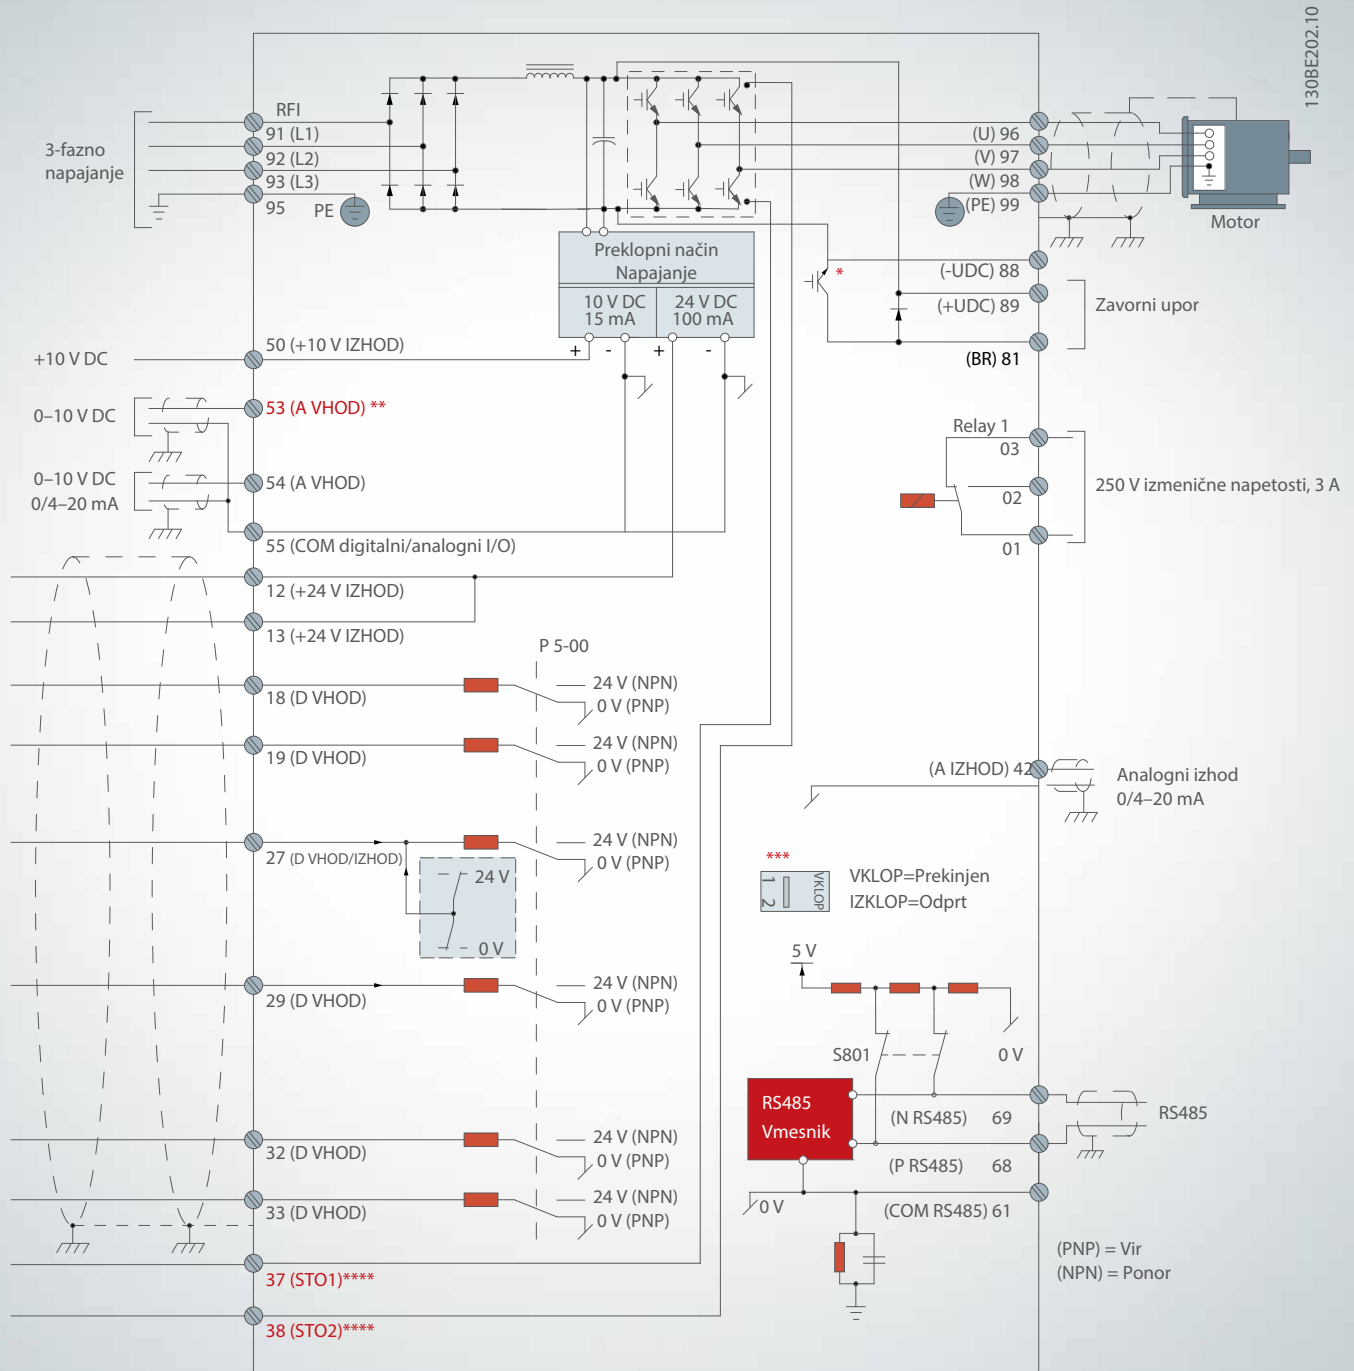 130BE202.10
RFI
91 (L1)
92 (L2)
93 (L3)
95
PE
3-fazno
napajanje
(U) 96
(V) 97
(W) 98
(PE) 99
Motor
Preklopni način
Napajanje
10 V DC
15 mA
24 V DC
100 mA
+ - + -
*
(-UDC) 88
(+UDC) 89
(BR) 81
Zavorni upor
+10 V DC
50 (+10 V IZHOD)
0–10 V DC
53 (A VHOD) **
0–10 V DC
0/4–20 mA
54 (A VHOD)
55 (COM digitalni/analogni I/O)
12 (+24 V IZHOD)
13 (+24 V IZHOD)
Relay 1
03
02
01
250 V izmenične napetosti, 3 A
P 5-00
18 (D VHOD)
24 V (NPN)
0 V (PNP)
19 (D VHOD)
24 V (NPN)
0 V (PNP)
27 (D VHOD/IZHOD)
24 V (NPN)
0 V (PNP)
24 V
0 V
29 (D VHOD)
24 V (NPN)
0 V (PNP)
32 (D VHOD)
24 V (NPN)
0 V (PNP)
33 (D VHOD)
24 V (NPN)
0 V (PNP)
37 (STO1)****
38 (STO2)****
(A IZHOD) 42
Analogni izhod
0/4–20 mA
***
1
2
VKLOP
VKLOP=Prekinjen
IZKLOP=Odprt
5 V
S801
0 V
RS485
Vmesnik
(N RS485) 69
(P RS485) 68
RS485
0 V
(COM RS485) 61
(PNP) = Vir
(NPN) = Ponor